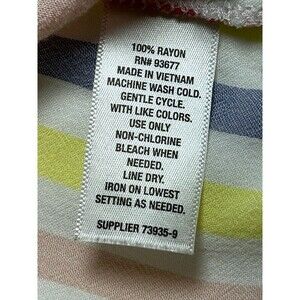 100% RAYON
RN# 93677
MADE IN VIETNAM
MACHINE WASH COLD.
GENTLE CYCLE.
WITH LIKE COLORS.
USE ONLY
NON-CHLORINE
BLEACH WHEN
NEEDED.
LINE DRY.
IRON ON LOWEST
SETTING AS NEEDED.
SUPPLIER 73935-9